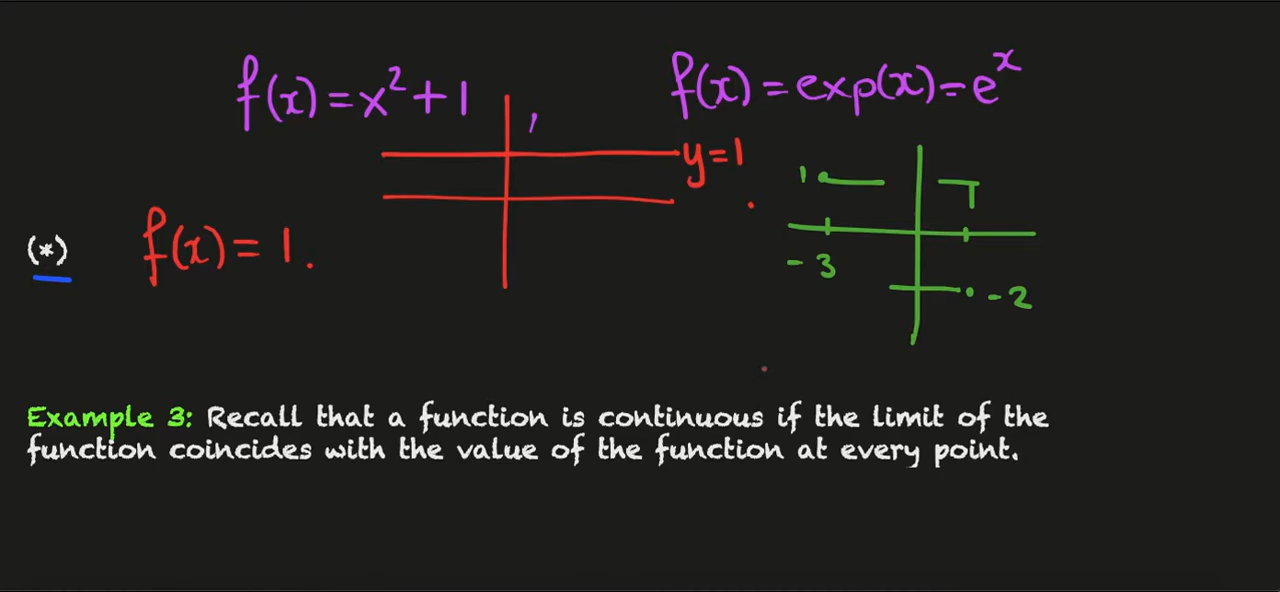 f(x) = x² + 1 , f(x) = exp(x) = eˣ
y = 1
1
(*) f(x) = 1.
- 3
- 2
Example 3: Recall that a function is continuous if the limit of the
function coincides with the value of the function at every point.